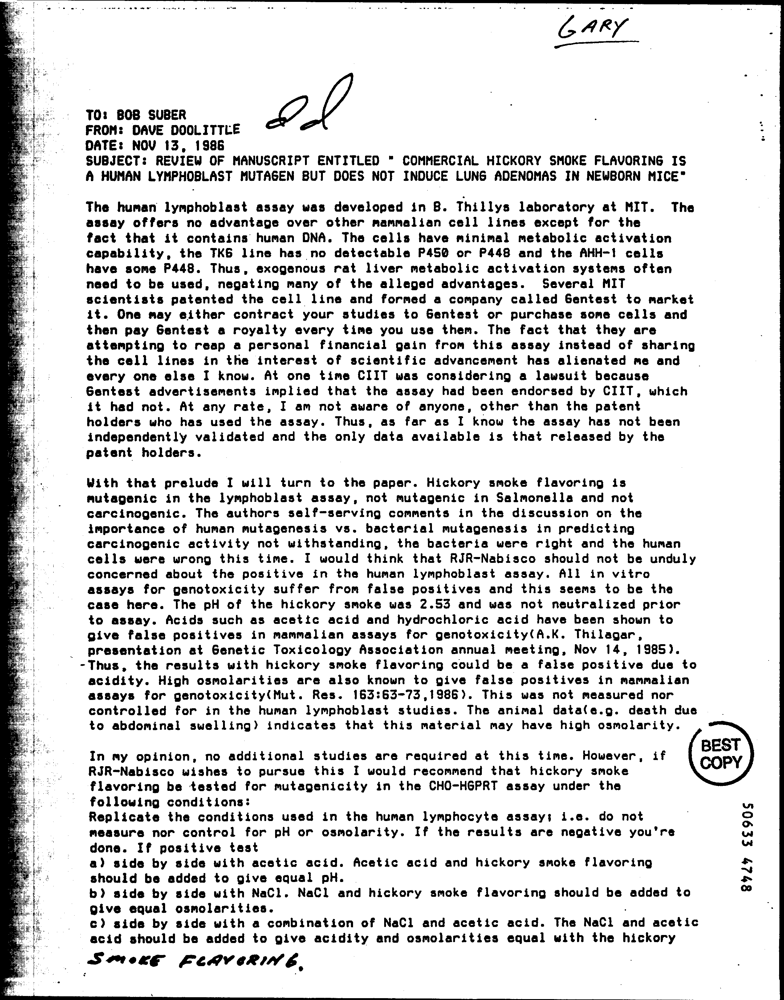 GARY
TO: BOB SUBER
FROM: DAVE DOOLITTLE
DATE: NOV 13, 1986
SUBJECT: REVIEW OF MANUSCRIPT ENTITLED " COMMERCIAL HICKORY SMOKE FLAVORING IS
A HUMAN LYMPHOBLAST MUTAGEN BUT DOES NOT INDUCE LUNG ADENOMAS IN NEWBORN MICE"
The human lymphoblast assay was developed in B. Thillys laboratory at MIT. The
assay offers no advantage over other mammalian cell lines except for the
fact that it contains human DNA. The cells have minimal metabolic activation
capability, the TK6 line has no detectable P450 or P448 and the AHH-1 cells
have some P448. Thus, exogenous rat liver metabolic activation systems often
need to be used, negating many of the alleged advantages. Several MIT
scientists patented the cell line and formed a company called Gentest to market
it. One may either contract your studies to Gentest or purchase some cells and
then pay Gentest a royalty every time you use them. The fact that they are
attempting to reap a personal financial gain from this assay instead of sharing
the cell lines in the interest of scientific advancement has alienated me and
every one else I know. At one time CIIT was considering a lawsuit because
Gentest advertisements implied that the assay had been endorsed by CIIT, which
it had not. At any rate, I am not aware of anyone, other than the patent
holders who has used the assay. Thus, as far as I know the assay has not been
independently validated and the only data available is that released by the
patent holders.
With that prelude I will turn to the paper. Hickory smoke flavoring is
mutagenic in the lymphoblast assay, not mutagenic in Salmonella and not
carcinogenic. The authors self-serving comments in the discussion on the
importance of human mutagenesis vs. bacterial mutagenesis in predicting
carcinogenic activity not withstanding, the bacteria were right and the human
cells were wrong this time. I would think that RJR-Nabisco should not be unduly
concerned about the positive in the human lymphoblast assay. All in vitro
assays for genotoxicity suffer from false positives and this seems to be the
case here. The pH of the hickory smoke was 2.53 and was not neutralized prior
to assay. Acids such as acetic acid and hydrochloric acid have been shown to
give false positives in mammalian assays for genotoxicity(A.K. Thilagar,
presentation at Genetic Toxicology Association annual meeting, Nov 14, 1985).
-Thus, the results with hickory smoke flavoring could be a false positive due to
acidity. High osmolarities are also known to give false positives in mammalian
assays for genotoxicity(Mut. Res. 163:63-73,1986). This was not measured nor
controlled for in the human lymphoblast studies. The animal data(e.g. death due
to abdominal swelling) indicates that this material may have high osmolarity.
BEST
COPY
In my opinion, no additional studies are required at this time. However, if
RJR-Nabisco wishes to pursue this I would recommend that hickory smoke
flavoring be tested for mutagenicity in the CHO-HGPRT assay under the
following conditions:
Replicate the conditions used in the human lymphocyte assay; i.e. do not
measure nor control for pH or osmolarity. If the results are negative you're
done. If positive test
a) side by side with acetic acid. Acetic acid and hickory smoke flavoring
should be added to give equal pH.
b) side by side with NaCl. NaCl and hickory smoke flavoring should be added to
give equal osmolarities.
c) side by side with a combination of NaCl and acetic acid. The NaCl and acetic
acid should be added to give acidity and osmolarities equal with the hickory
SMOKE FLAVORING.
50633 4748